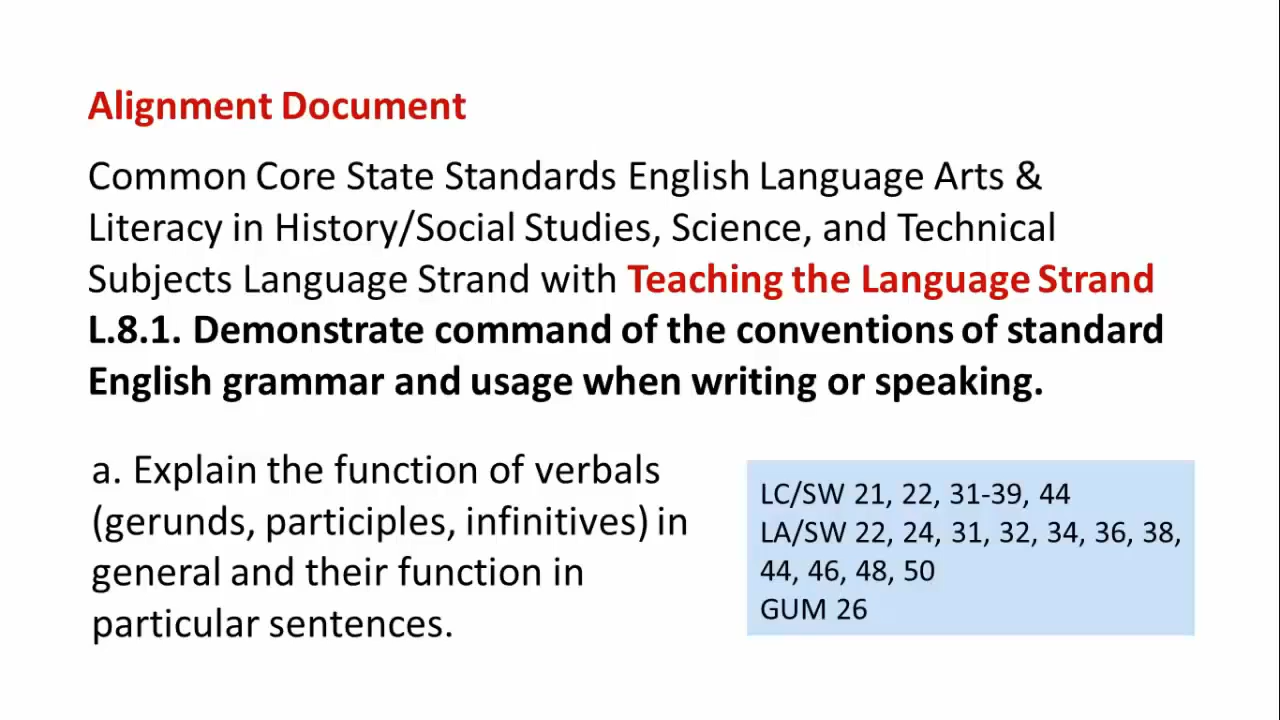 Alignment Document
Common Core State Standards English Language Arts &
Literacy in History/Social Studies, Science, and Technical
Subjects Language Strand with Teaching the Language Strand
L.8.1. Demonstrate command of the conventions of standard
English grammar and usage when writing or speaking.
a. Explain the function of verbals
(gerunds, participles, infinitives) in
general and their function in
particular sentences.
LC/SW 21, 22, 31-39, 44
LA/SW 22, 24, 31, 32, 34, 36, 38,
44, 46, 48, 50
GUM 26